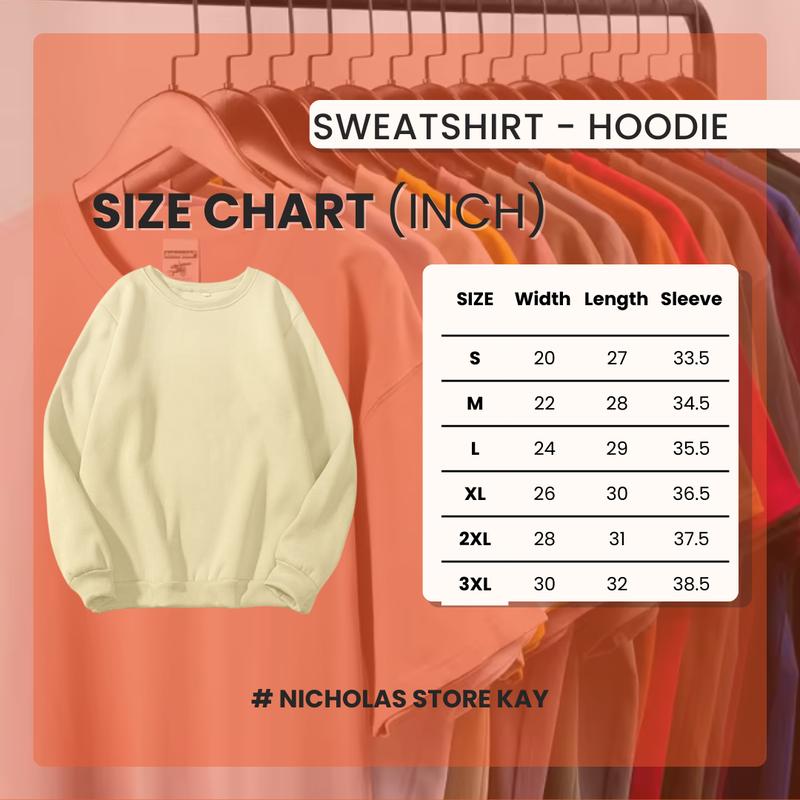 SWEATSHIRT - HOODIE
SIZE CHART (INCH)
SIZE Width Length Sleeve
S 20 27 33.5
M 22 28 34.5
L 24 29 35.5
XL 26 30 36.5
2XL 28 31 37.5
3XL 30 32 38.5
# NICHOLAS STORE KAY